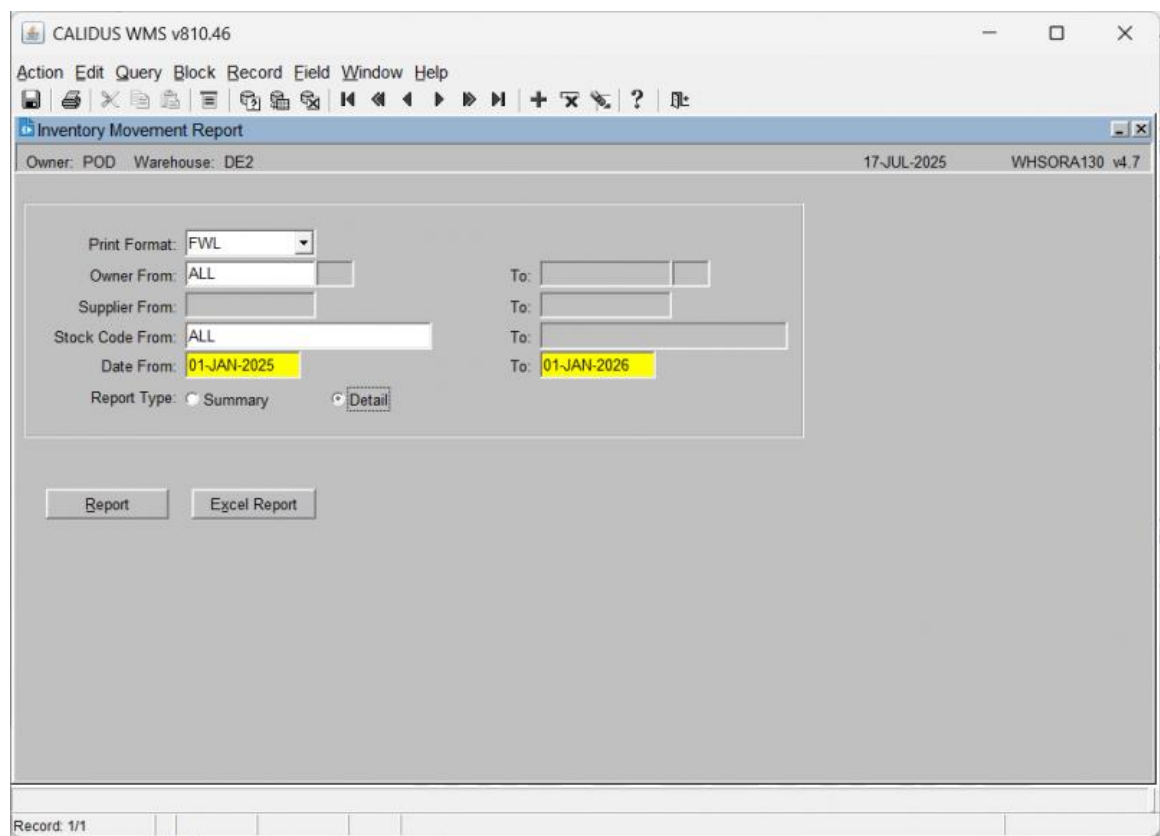 CALIDUS WMS v810.46
Action Edit Query Block Record Field Window Help
Inventory Movement Report
Owner: POD Warehouse: DE2 17-JUL-2025 WHSORA130 v4.7
Print Format: FWL
Owner From: ALL To:
Supplier From: To:
Stock Code From: ALL To:
Date From: 01-JAN-2025 To: 01-JAN-2026
Report Type: Summary Detail
Report Excel Report
Record: 1/1